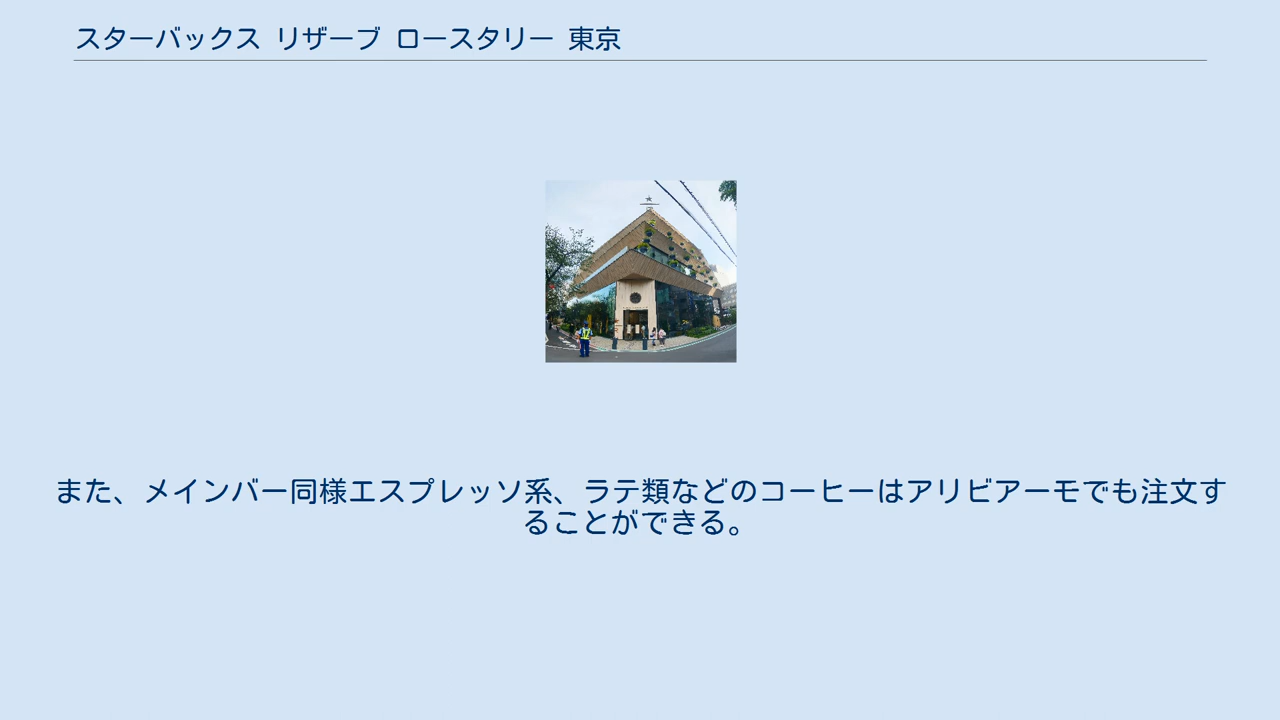 スターバックス リザーブ ロースタリー 東京
また、メインバー同様エスプレッソ系、ラテ類などのコーヒーはアリビアーモでも注文す
ることができる。